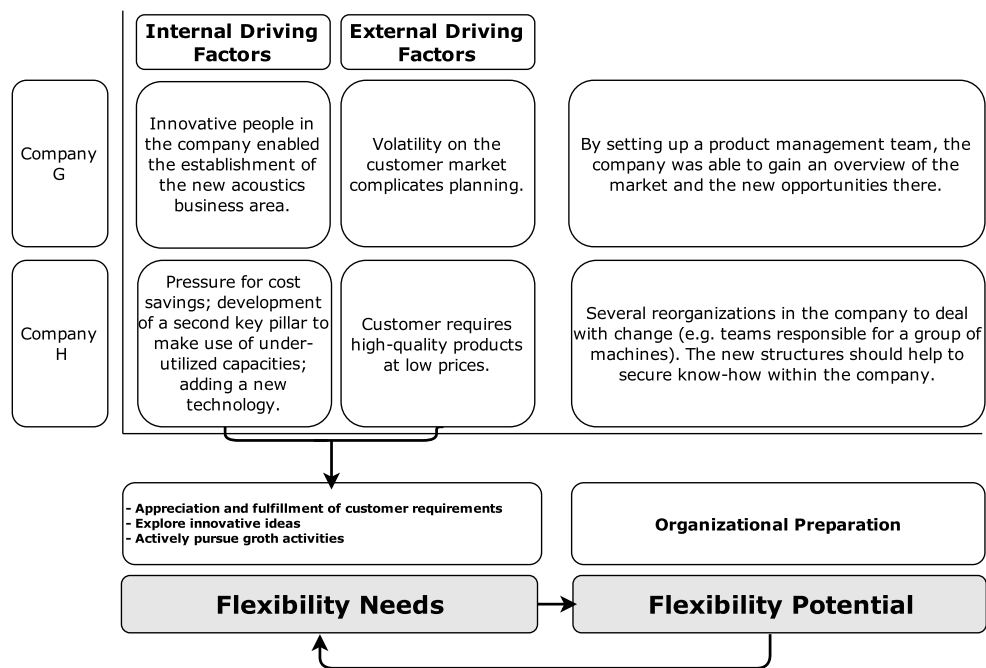 Internal Driving
Factors
External Driving
Factors
Company
G
Innovative people in
the company enabled
the establishment of
the new acoustics
business area.
Volatility on the
customer market
complicates planning.
By setting up a product management team, the
company was able to gain an overview of the
market and the new opportunities there.
Company
H
Pressure for cost
savings; development
of a second key pillar to
make use of under-
utilized capacities;
adding a new
technology.
Customer requires
high-quality products
at low prices.
Several reorganizations in the company to deal
with change (e.g. teams responsible for a group of
machines). The new structures should help to
secure know-how within the company.
- Appreciation and fulfillment of customer requirements
- Explore innovative ideas
- Actively pursue groth activities
Organizational Preparation
Flexibility Needs
Flexibility Potential